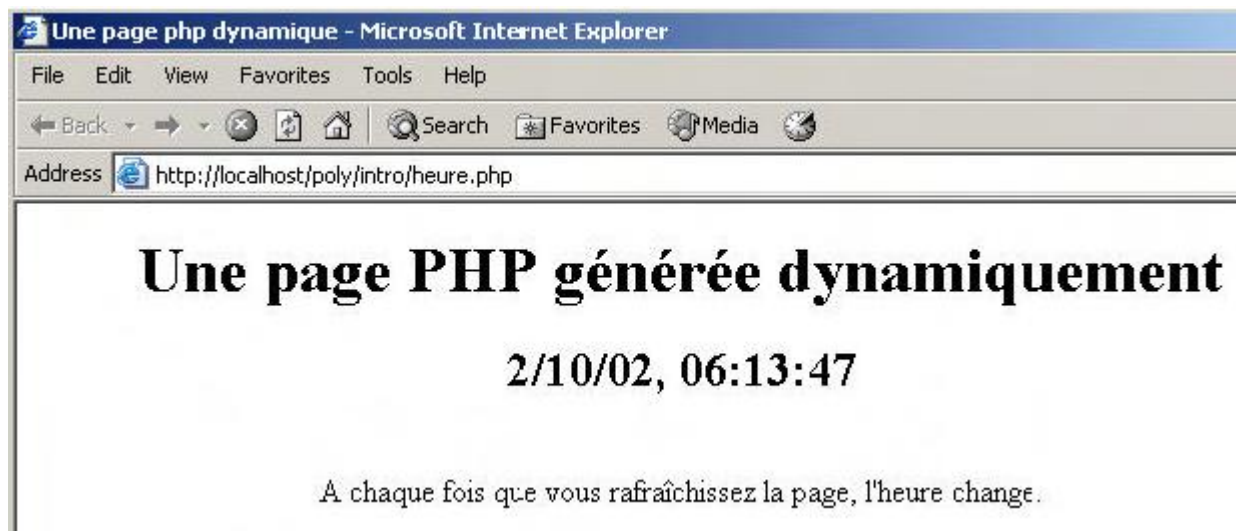 Une page php dynamique - Microsoft Internet Explorer
File Edit View Favorites Tools Help
Back Search Favorites Media
Address http://localhost/poly/intro/heure.php
Une page PHP générée dynamiquement
2/10/02, 06:13:47
A chaque fois que vous rafraîchissez la page, l'heure change.